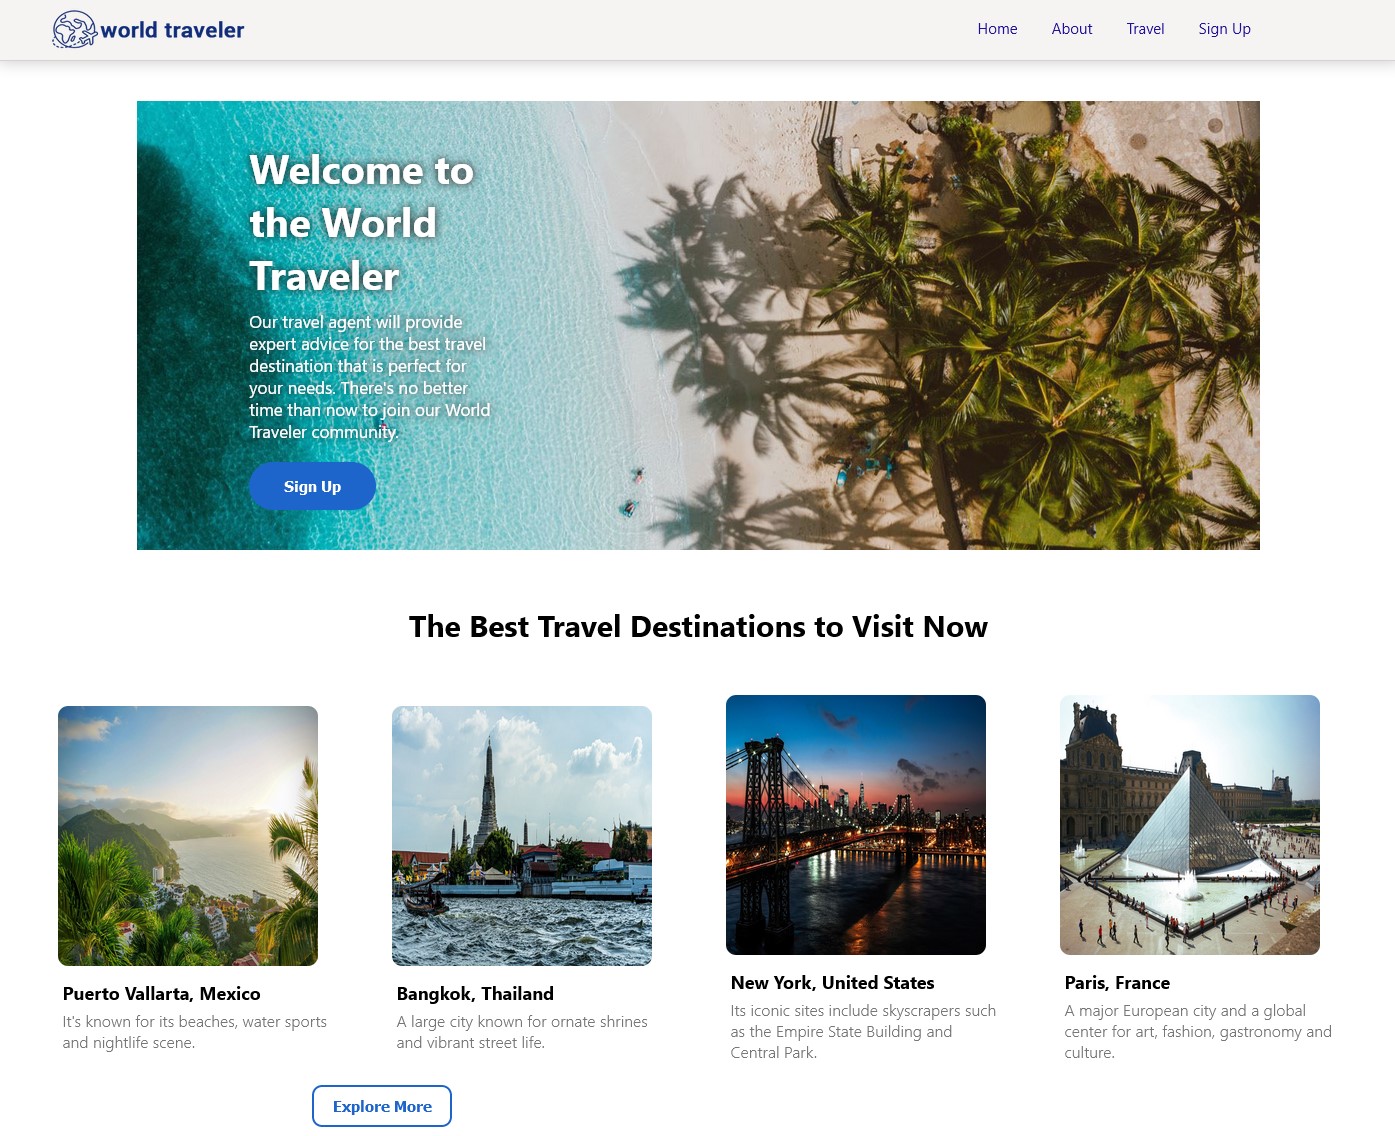 world traveler
Home About Travel Sign Up
Welcome to
the World
Traveler
Our travel agent will provide
expert advice for the best travel
destination that is perfect for
your needs. There's no better
time than now to join our World
Traveler community.
Sign Up
The Best Travel Destinations to Visit Now
Puerto Vallarta, Mexico
It's known for its beaches, water sports
and nightlife scene.
Bangkok, Thailand
A large city known for ornate shrines
and vibrant street life.
New York, United States
Its iconic sites include skyscrapers such
as the Empire State Building and
Central Park.
Paris, France
A major European city and a global
center for art, fashion, gastronomy and
culture.
Explore More